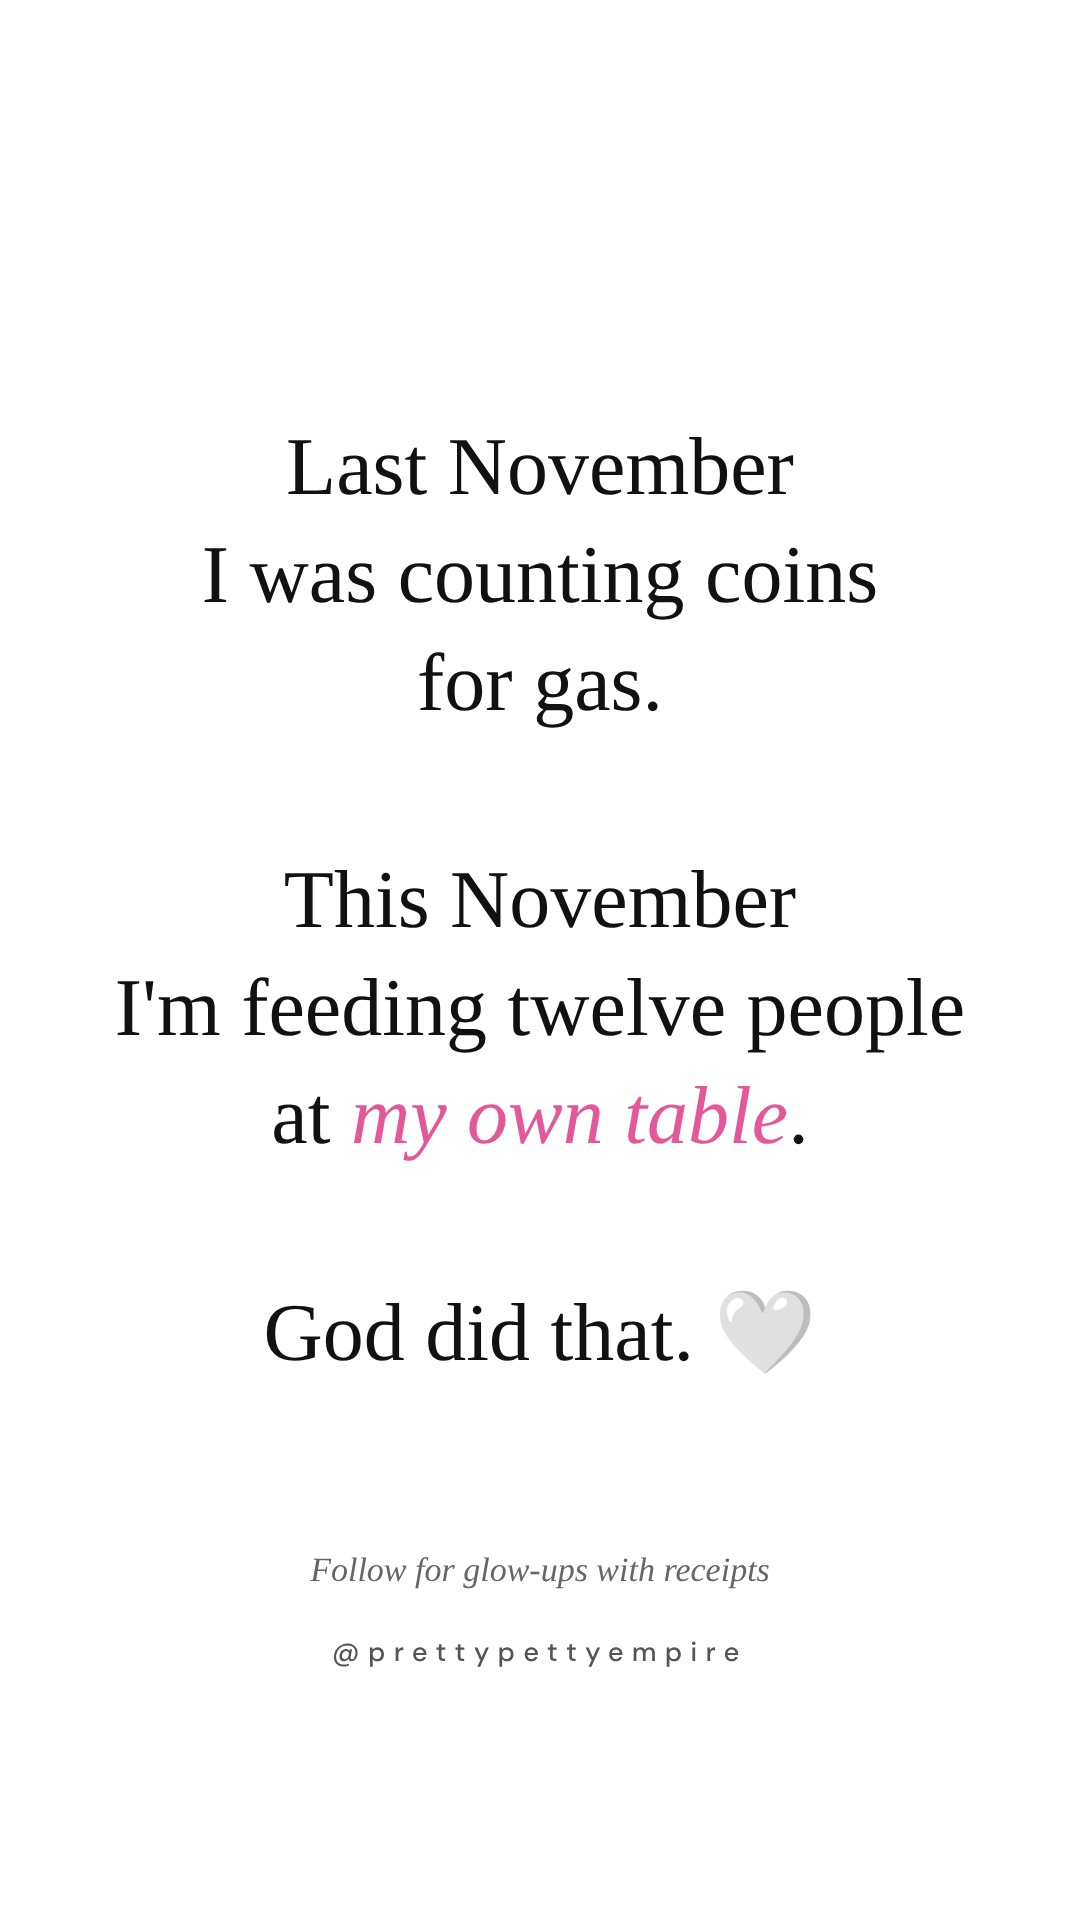 Last November
I was counting coins
for gas.
This November
I'm feeding twelve people
at my own table.
God did that. 🤍
Follow for glow-ups with receipts
@prettypettyempire